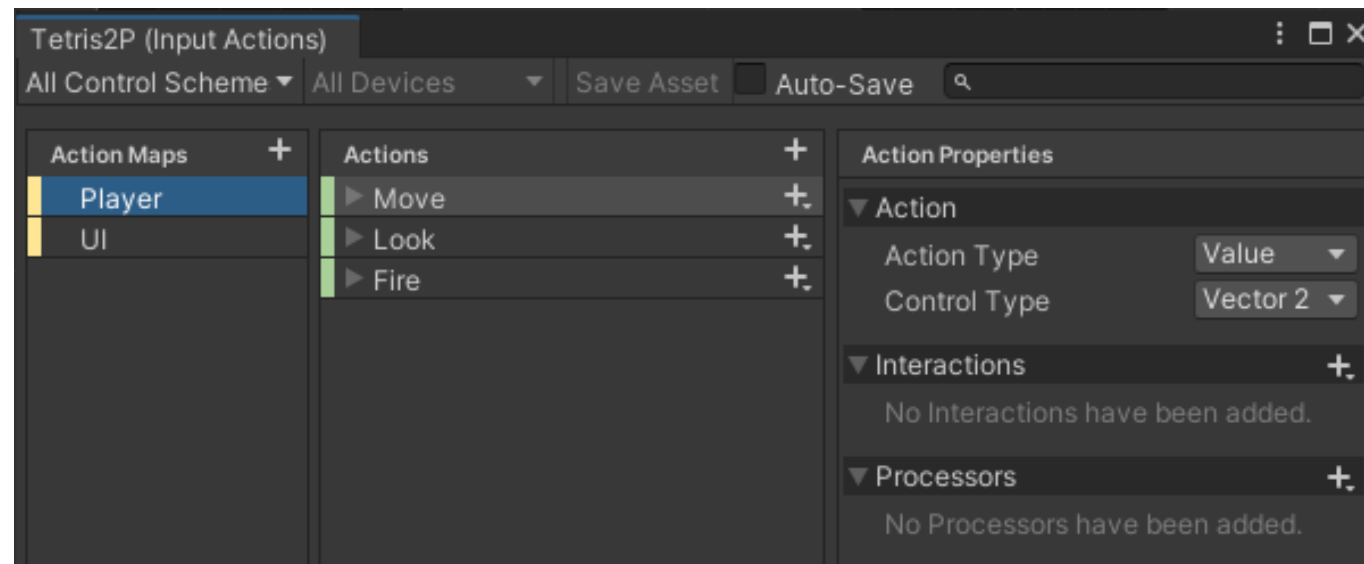 Tetris2P (Input Actions)
All Control Scheme All Devices Save Asset Auto-Save
Action Maps
Player
UI
Actions
Move
Look
Fire
Action Properties
Action
Action Type Value
Control Type Vector 2
Interactions
No Interactions have been added.
Processors
No Processors have been added.